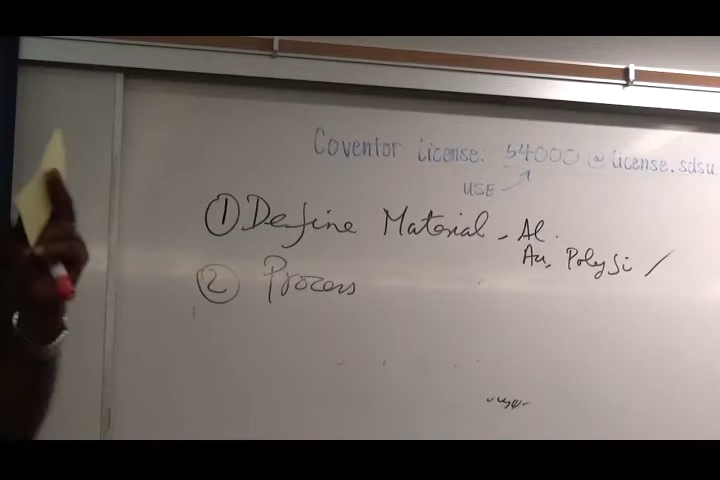 Coventor License: 54000 @ license.sdsu.
USE
① Define Material - Al.
Au, PolySi /
② Process